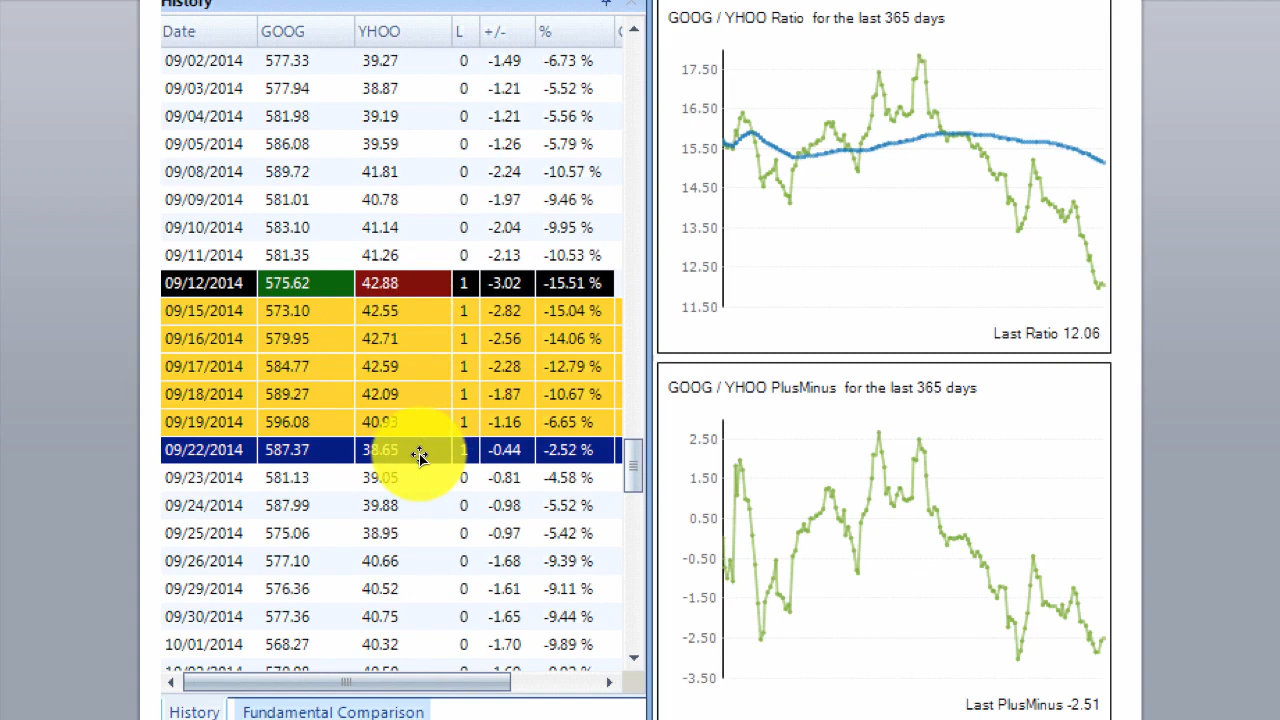 History
Date GOOG YHOO L +/- %
09/02/2014 577.33 39.27 0 -1.49 -6.73 %
09/03/2014 577.94 38.87 0 -1.21 -5.52 %
09/04/2014 581.98 39.19 0 -1.21 -5.56 %
09/05/2014 586.08 39.59 0 -1.26 -5.79 %
09/08/2014 589.72 41.81 0 -2.24 -10.57 %
09/09/2014 581.01 40.78 0 -1.97 -9.46 %
09/10/2014 583.10 41.14 0 -2.04 -9.95 %
09/11/2014 581.35 41.26 0 -2.13 -10.53 %
09/12/2014 575.62 42.88 1 -3.02 -15.51 %
09/15/2014 573.10 42.55 1 -2.82 -15.04 %
09/16/2014 579.95 42.71 1 -2.56 -14.06 %
09/17/2014 584.77 42.59 1 -2.28 -12.79 %
09/18/2014 589.27 42.09 1 -1.87 -10.67 %
09/19/2014 596.08 40.93 1 -1.16 -6.65 %
09/22/2014 587.37 38.65 1 -0.44 -2.52 %
09/23/2014 581.13 39.05 0 -0.81 -4.58 %
09/24/2014 587.99 39.88 0 -0.98 -5.52 %
09/25/2014 575.06 38.95 0 -0.97 -5.42 %
09/26/2014 577.10 40.66 0 -1.68 -9.39 %
09/29/2014 576.36 40.52 0 -1.61 -9.11 %
09/30/2014 577.36 40.75 0 -1.65 -9.44 %
10/01/2014 568.27 40.32 0 -1.70 -9.89 %
History Fundamental Comparison
GOOG / YHOO Ratio for the last 365 days
17.50
16.50
15.50
14.50
13.50
12.50
11.50
Last Ratio 12.06
GOOG / YHOO PlusMinus for the last 365 days
2.50
1.50
0.50
-0.50
-1.50
-2.50
-3.50
Last PlusMinus -2.51